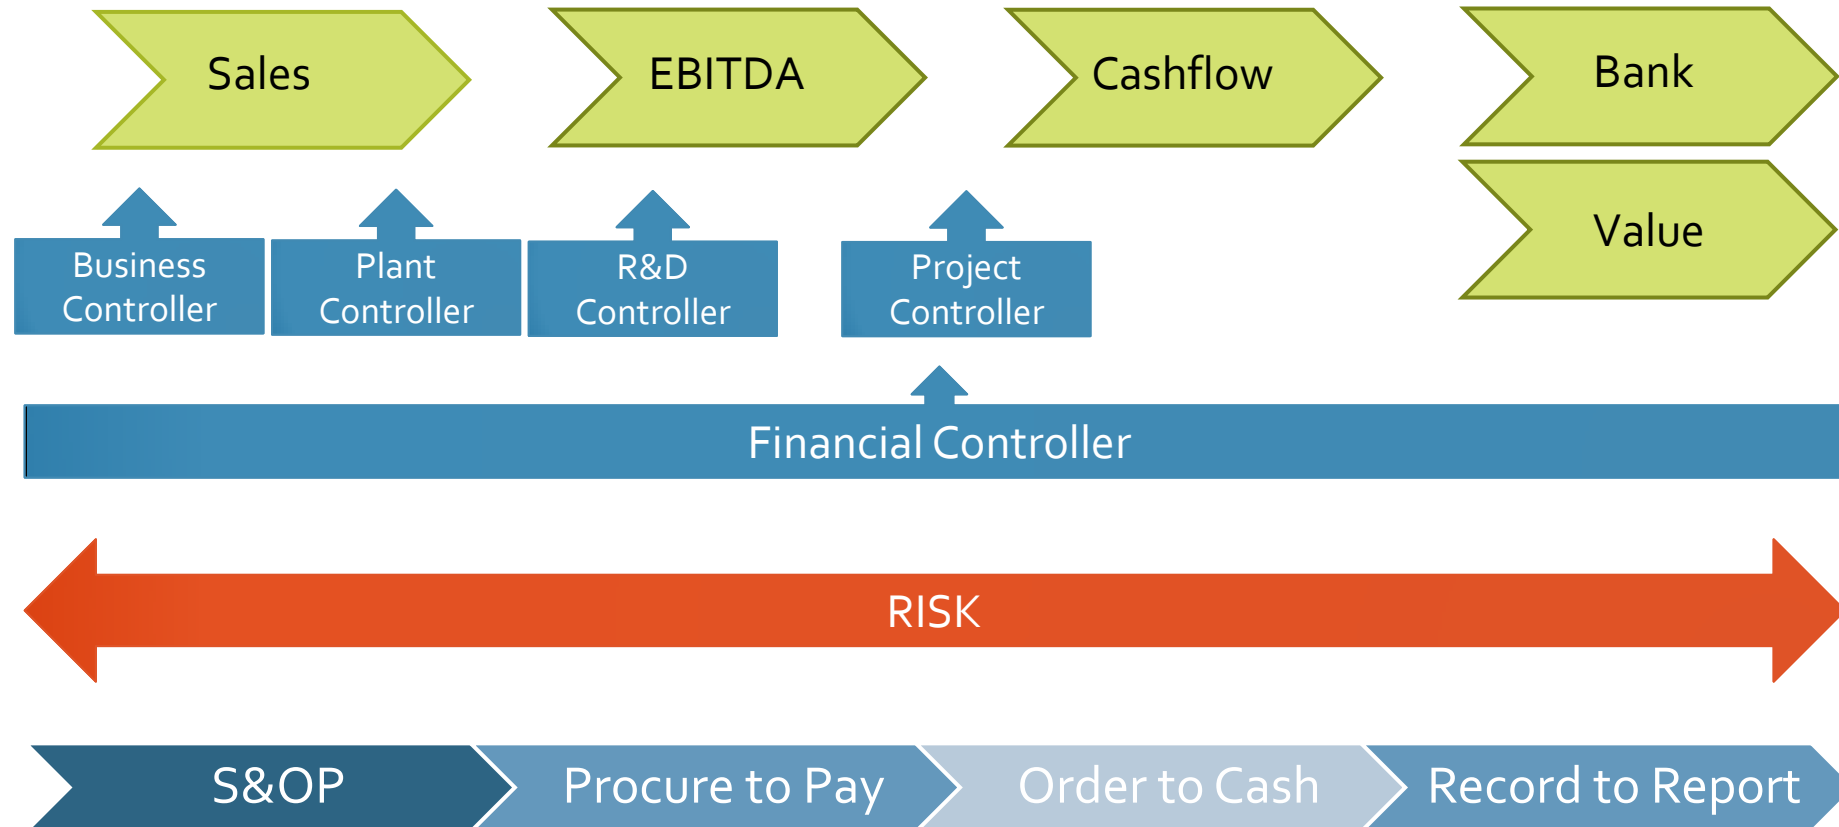 Sales
EBITDA
Cashflow
Bank
Value
Business
Controller
Plant
Controller
R&D
Controller
Project
Controller
Financial Controller
RISK
S&OP
Procure to Pay
Order to Cash
Record to Report